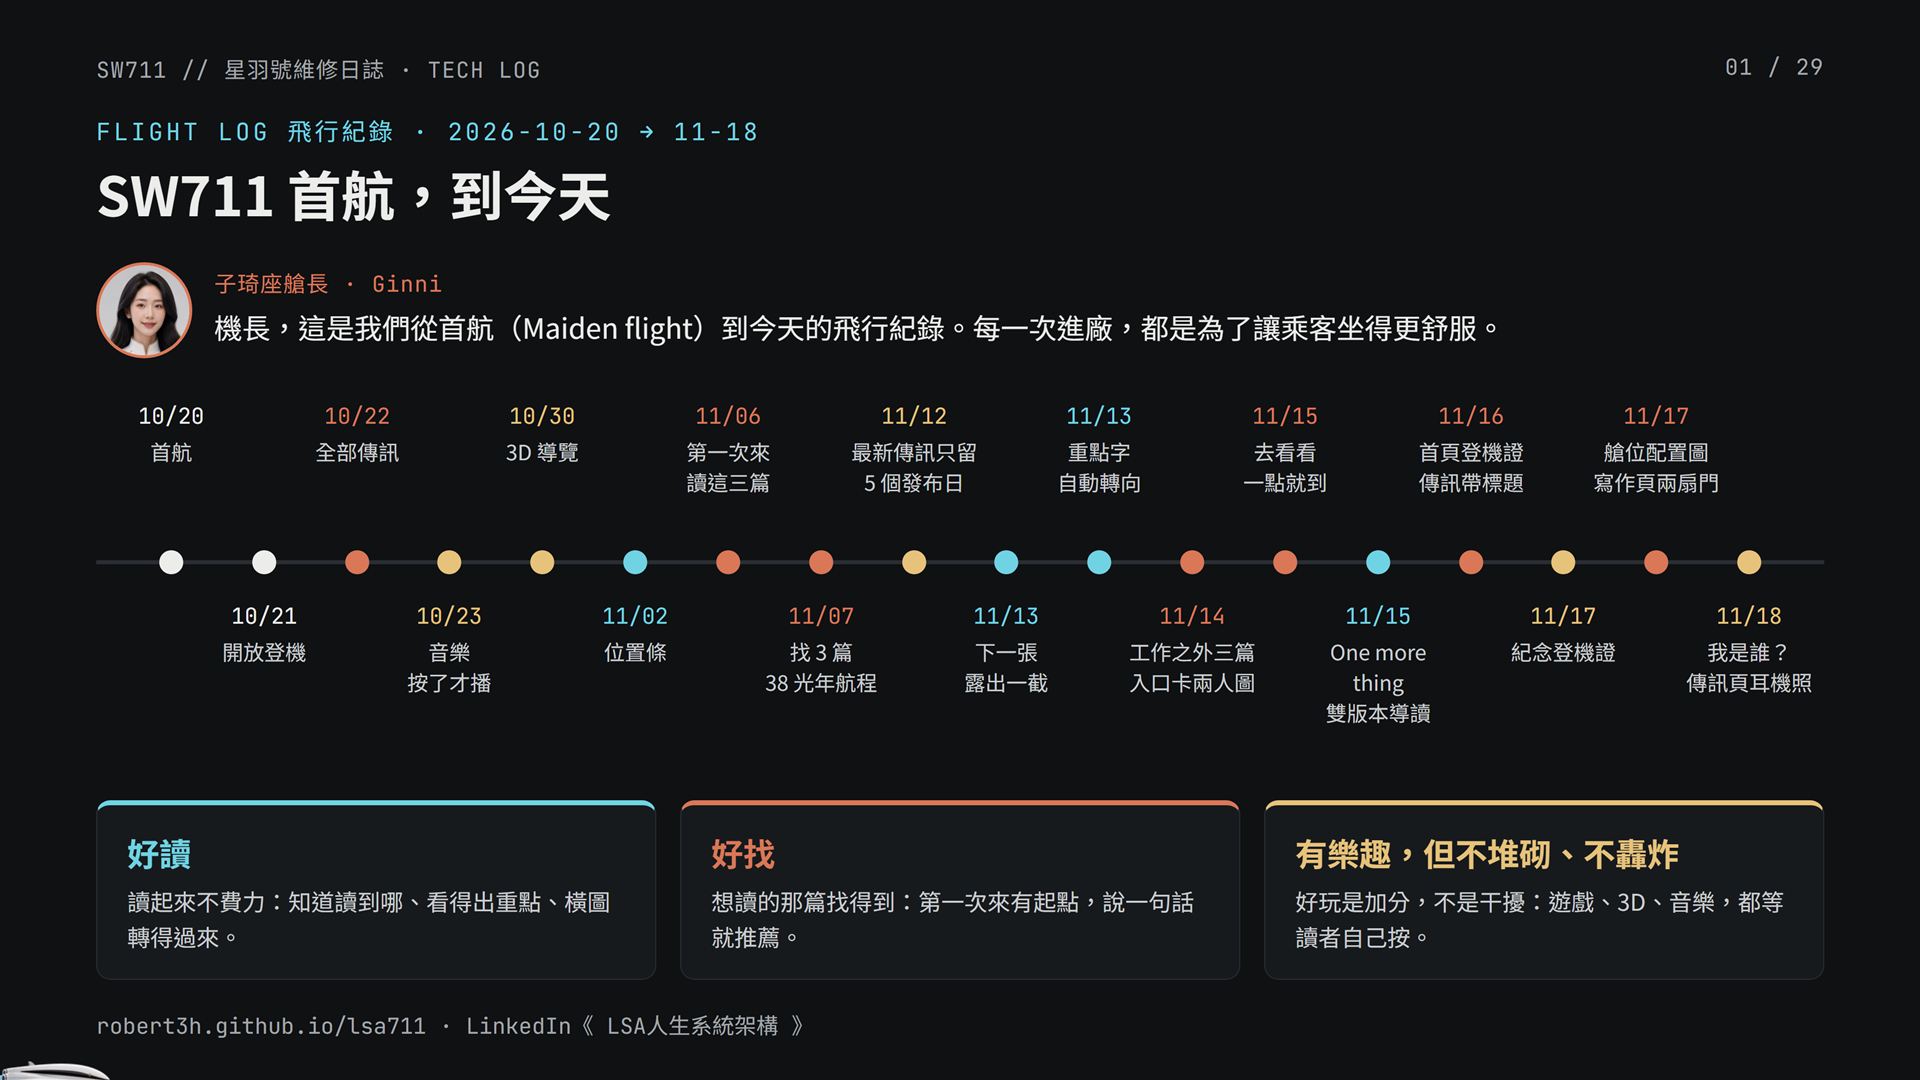 SW711 // 星羽號維修日誌 · TECH LOG
01 / 29
FLIGHT LOG 飛行紀錄 · 2026-10-20 → 11-18
SW711 首航，到今天
子琦座艙長 · Ginni
機長，這是我們從首航（Maiden flight）到今天的飛行紀錄。每一次進廠，都是為了讓乘客坐得更舒服。
10/20
首航
10/22
全部傳訊
10/30
3D 導覽
11/06
第一次來
讀這三篇
11/12
最新傳訊只留
5 個發布日
11/13
重點字
自動轉向
11/15
去看看
一點就到
11/16
首頁登機證
傳訊帶標題
11/17
艙位配置圖
寫作頁兩扇門
10/21
開放登機
10/23
音樂
按了才播
11/02
位置條
11/07
找 3 篇
38 光年航程
11/13
下一張
露出一截
11/14
工作之外三篇
入口卡兩人圖
11/15
One more
thing
雙版本導讀
11/17
紀念登機證
11/18
我是誰？
傳訊頁耳機照
好讀
讀起來不費力：知道讀到哪、看得出重點、橫圖
轉得過來。
好找
想讀的那篇找得到：第一次來有起點，說一句話
就推薦。
有樂趣，但不堆砌、不轟炸
好玩是加分，不是干擾：遊戲、3D、音樂，都等
讀者自己按。
robert3h.github.io/lsa711 · LinkedIn《 LSA人生系統架構 》